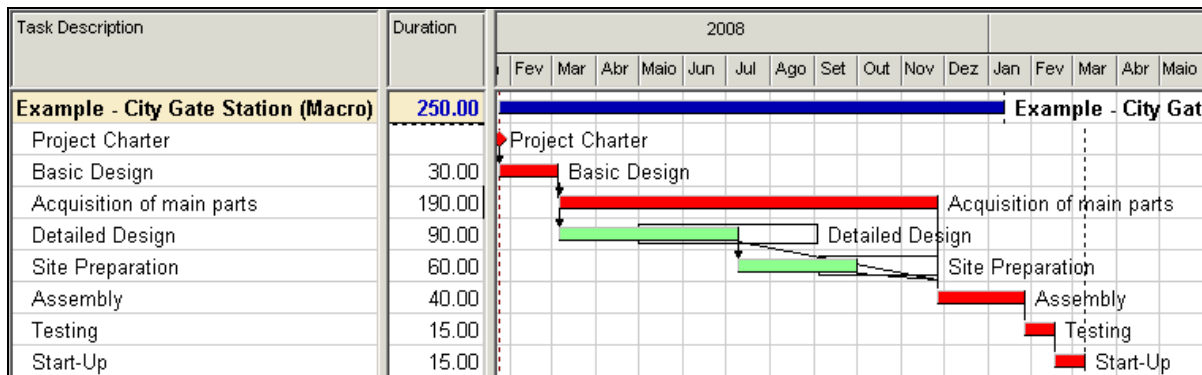 Task Description Duration 2008
Fev Mar Abr Maio Jun Jul Ago Set Out Nov Dez Jan Fev Mar Abr Maio
Example - City Gate Station (Macro) 250.00 Example - City Gat
Project Charter Project Charter
Basic Design 30.00 Basic Design
Acquisition of main parts 190.00 Acquisition of main parts
Detailed Design 90.00 Detailed Design
Site Preparation 60.00 Site Preparation
Assembly 40.00 Assembly
Testing 15.00 Testing
Start-Up 15.00 Start-Up